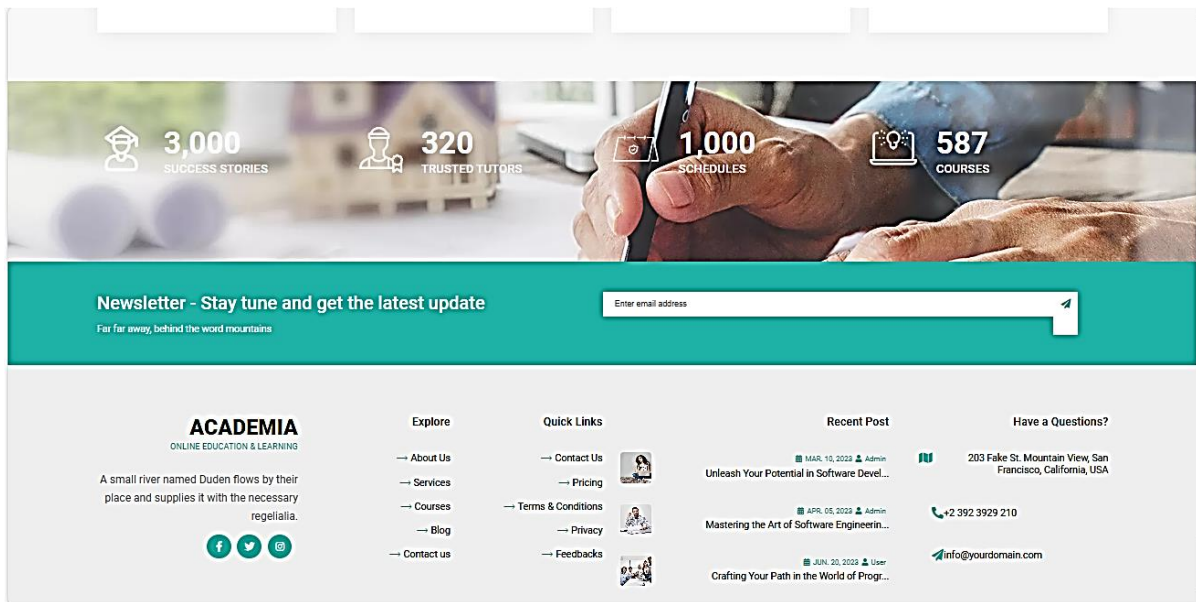 3,000
SUCCESS STORIES
320
TRUSTED TUTORS
1,000
SCHEDULES
587
COURSES
Newsletter - Stay tune and get the latest update
Far far away, behind the word mountains
Enter email address
ACADEMIA
ONLINE EDUCATION & LEARNING
A small river named Duden flows by their
place and supplies it with the necessary
regelialia.
Explore
→ About Us
→ Services
→ Courses
→ Blog
→ Contact us
Quick Links
→ Contact Us
→ Pricing
→ Terms & Conditions
→ Privacy
→ Feedbacks
Recent Post
MAR. 10, 2023 Admin
Unleash Your Potential in Software Devel...
APR. 05, 2023 Admin
Mastering the Art of Software Engineerin...
JUN. 20, 2023 User
Crafting Your Path in the World of Progr...
Have a Questions?
203 Fake St. Mountain View, San
Francisco, California, USA
+2 392 3929 210
info@yourdomain.com